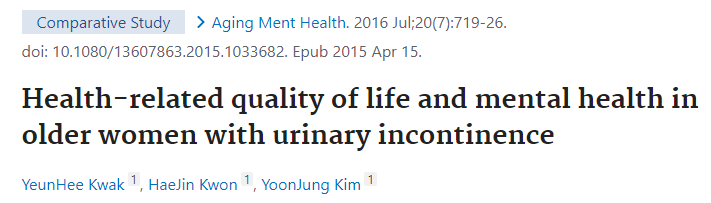 Comparative Study > Aging Ment Health. 2016 Jul;20(7):719-26.
doi: 10.1080/13607863.2015.1033682. Epub 2015 Apr 15.
Health-related quality of life and mental health in
older women with urinary incontinence
YeunHee Kwak 1, HaeJin Kwon 1, YoonJung Kim 1